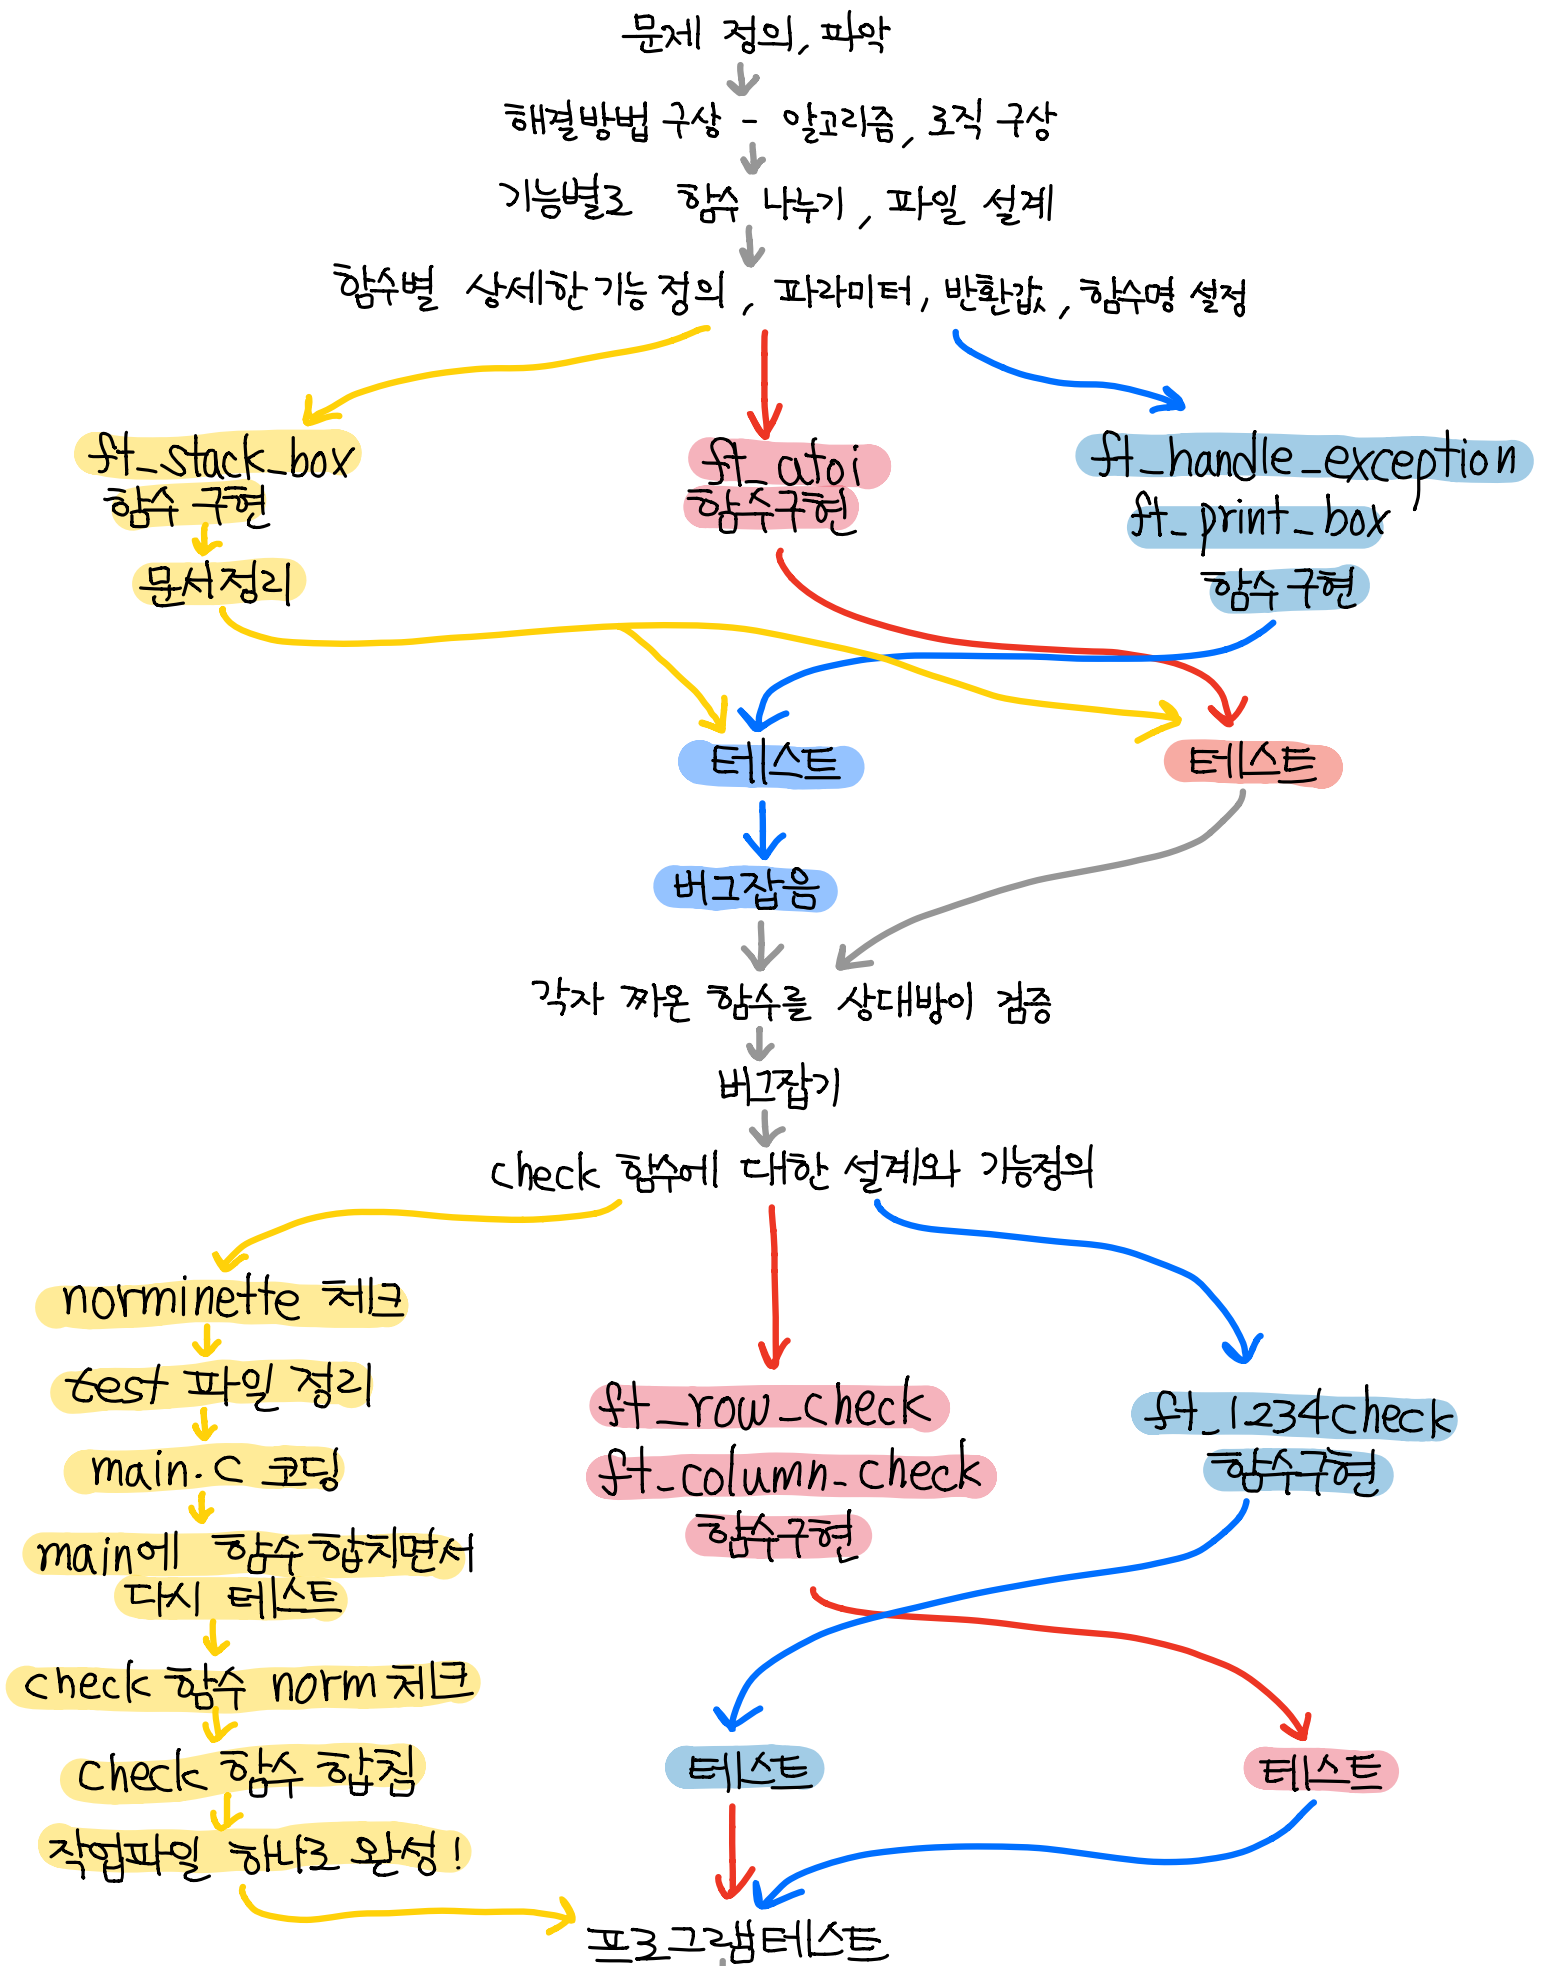 문제 정의, 파악
해결방법 구상 - 알고리즘, 로직 구상
기능별로 함수 나누기, 파일 설계
함수별 상세한 기능 정의, 파라미터, 반환값, 함수명 설정
ft_stack_box
함수 구현
문서정리
ft_atoi
함수구현
ft_handle_exception
ft_print_box
함수 구현
테스트
테스트
버그잡음
각자 짜온 함수를 상대방이 검증
버그잡기
check 함수에 대한 설계와 기능정의
norminette 체크
test 파일 정리
main.c 코딩
main에 함수 합치면서
다시 테스트
check 함수 norm 체크
check 함수 합침
작업파일 하나로 완성!
ft_row_check
ft_column_check
함수구현
ft_1234check
함수구현
테스트
테스트
프로그램테스트